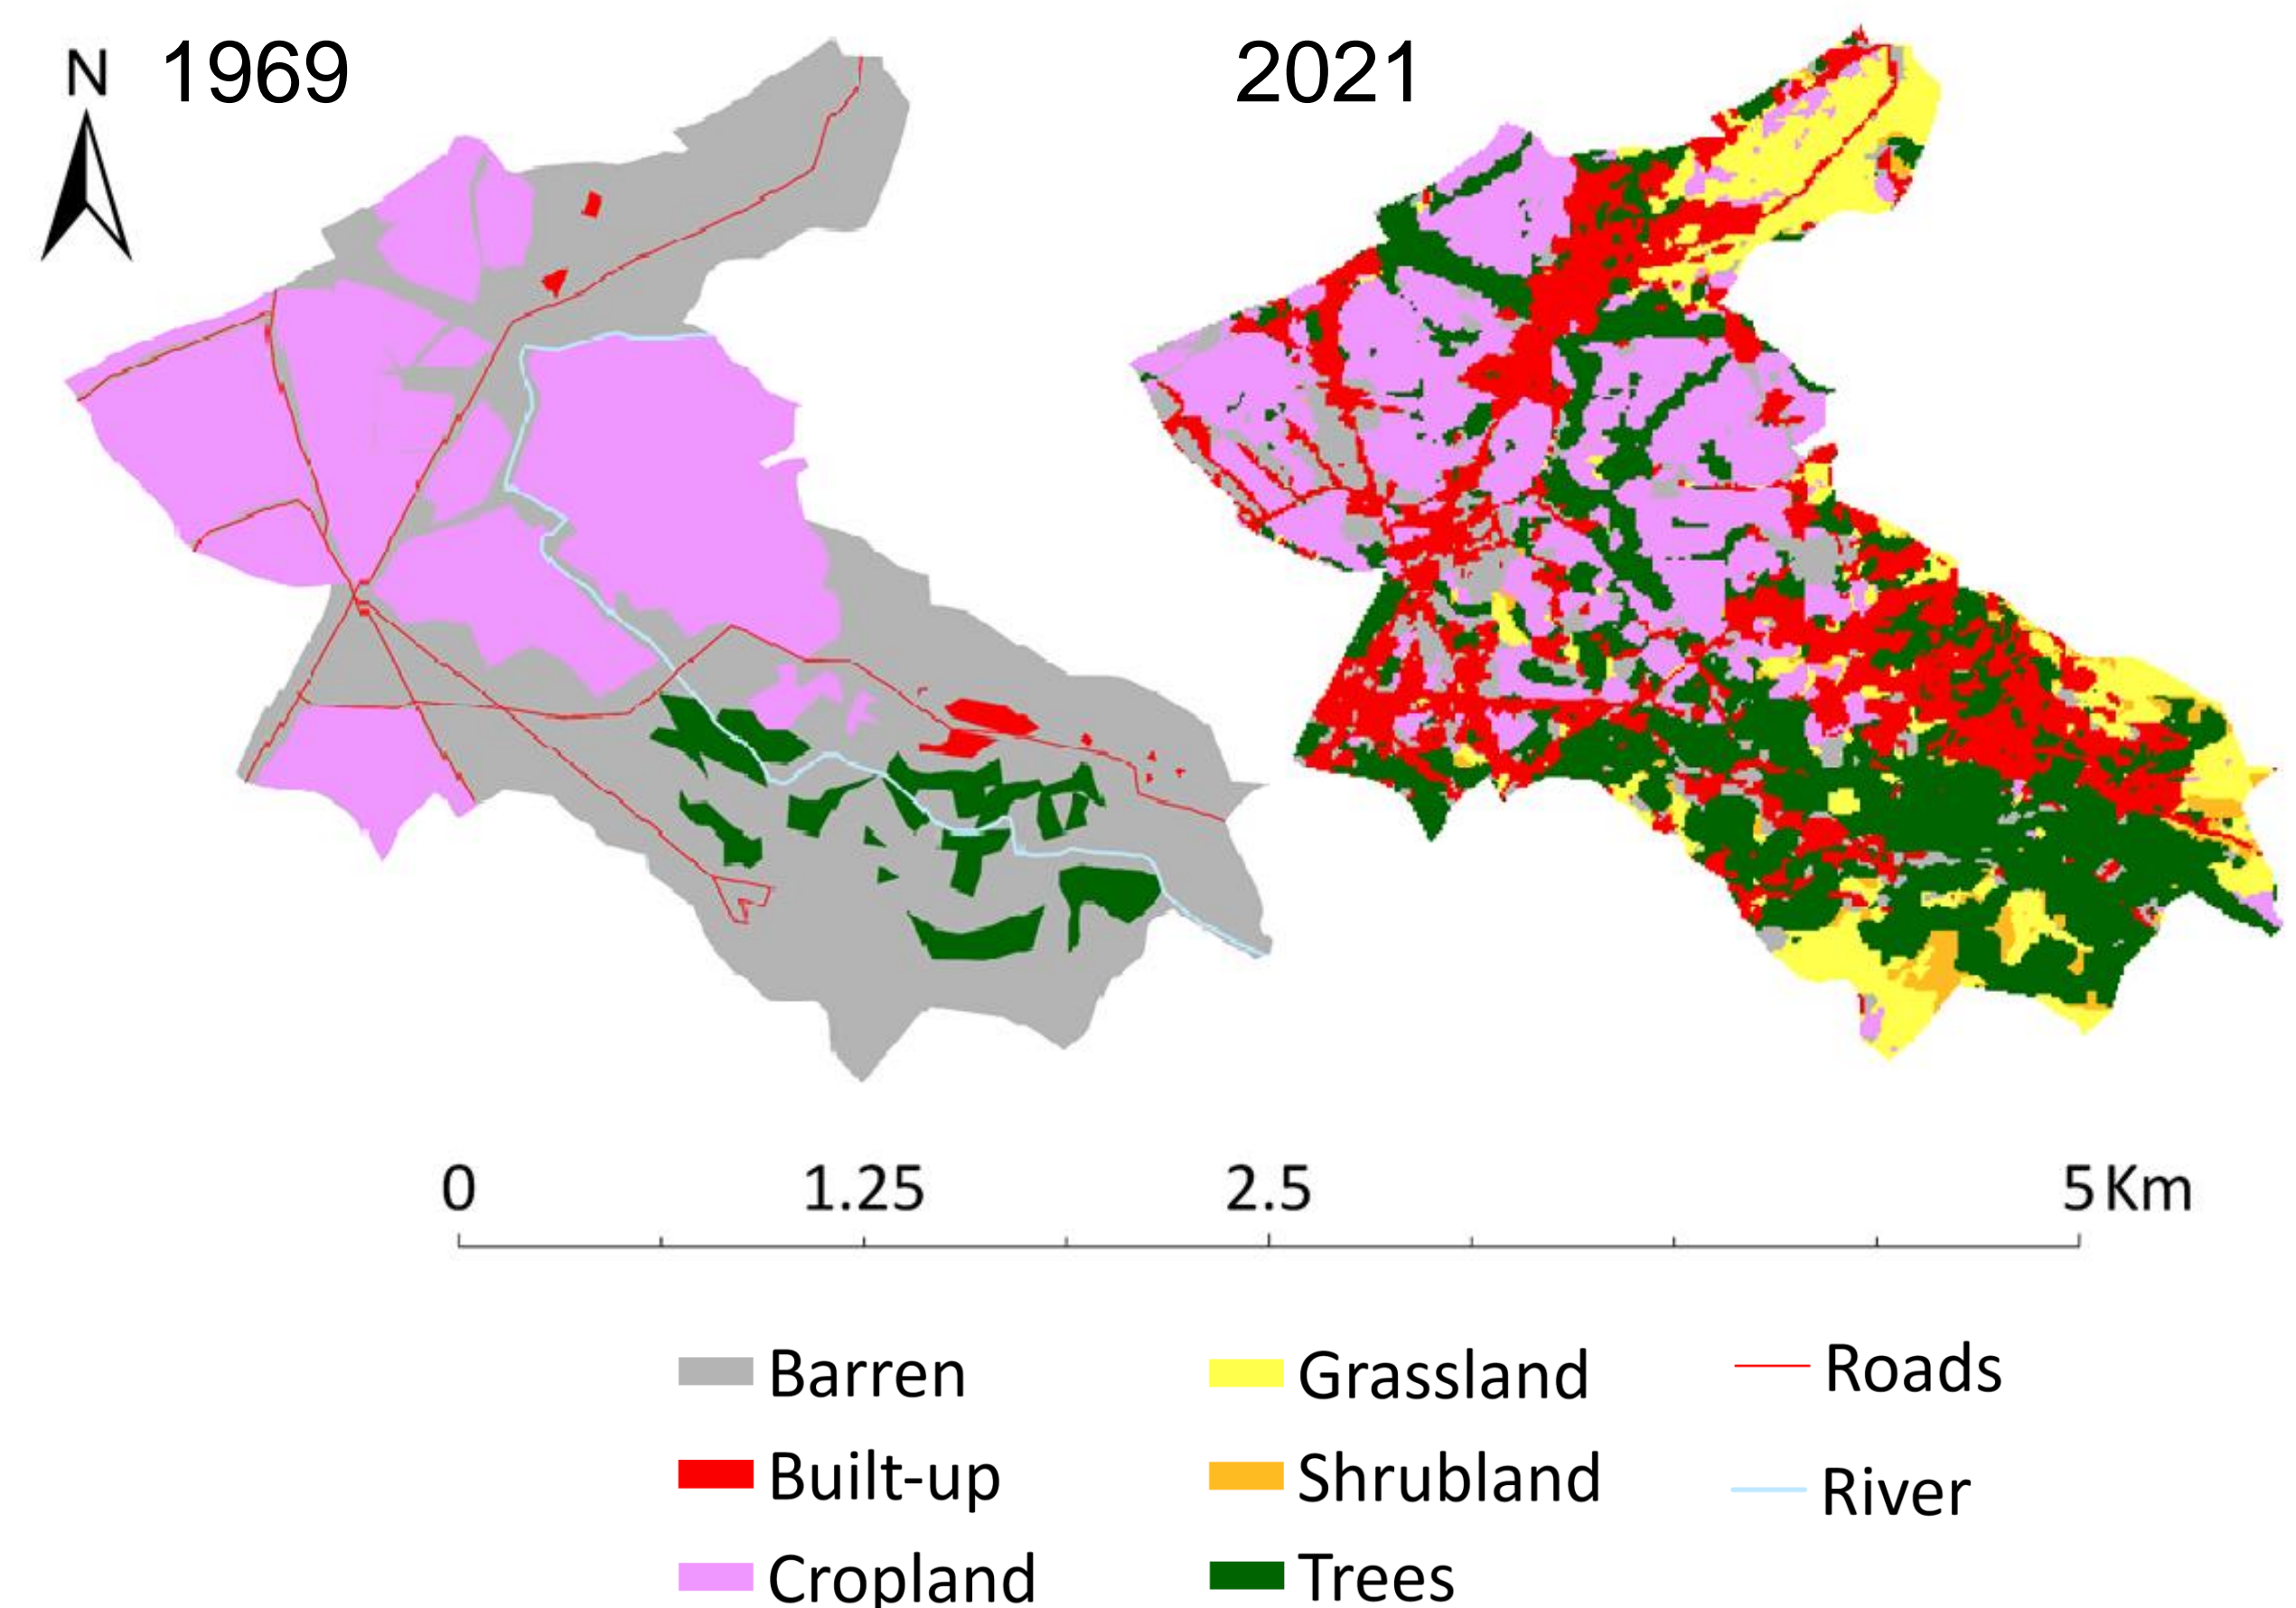 N 1969 2021
0 1.25 2.5 5 Km
Barren Grassland Roads
Built-up Shrubland River
Cropland Trees